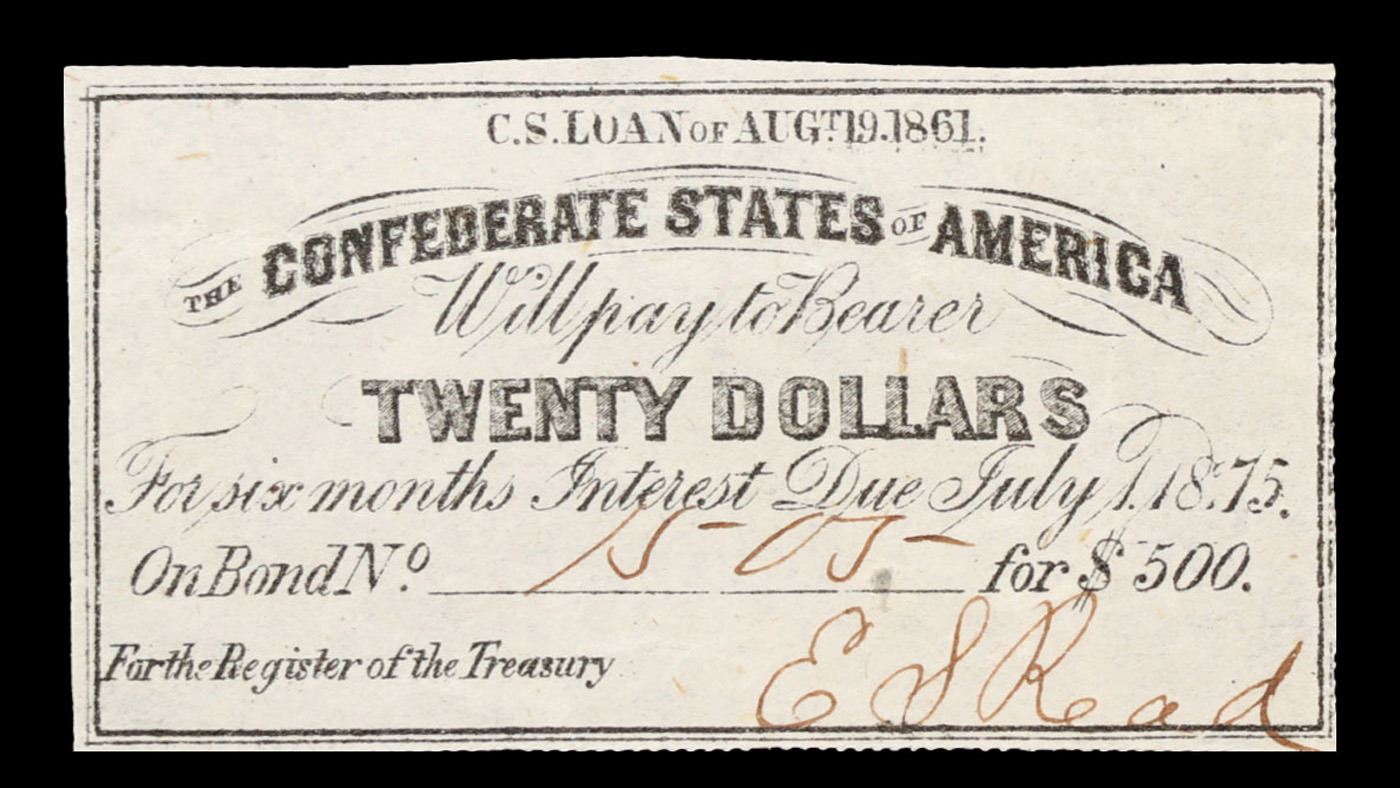 C.S. LOAN OF AUGT 19. 1861.
THE CONFEDERATE STATES OF AMERICA
Will pay to Bearer
TWENTY DOLLARS
For six months Interest Due July 1. 1875.
On Bond No. for $500.
For the Register of the Treasury
E S Read